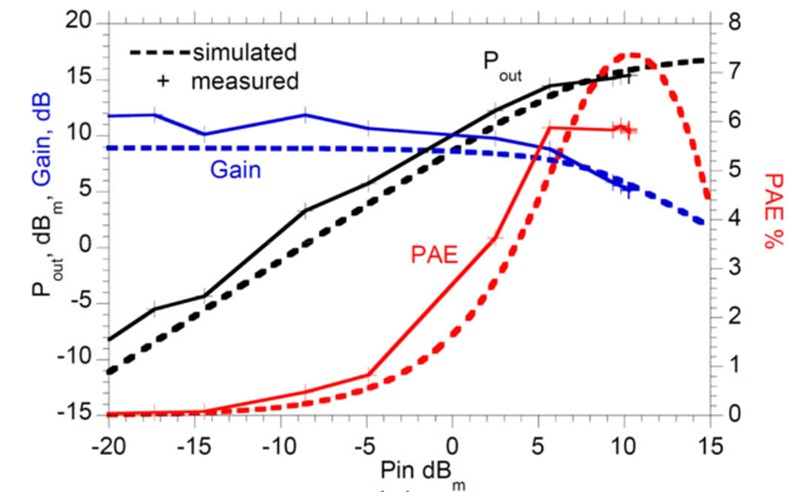 20
15
10
5
0
-5
-10
-15
8
7
6
5
4
3
2
1
0
simulated
+ measured
Pout
Gain
PAE
Pout, dBm, Gain, dB
PAE %
-20 -15 -10 -5 0 5 10 15
Pin dBm